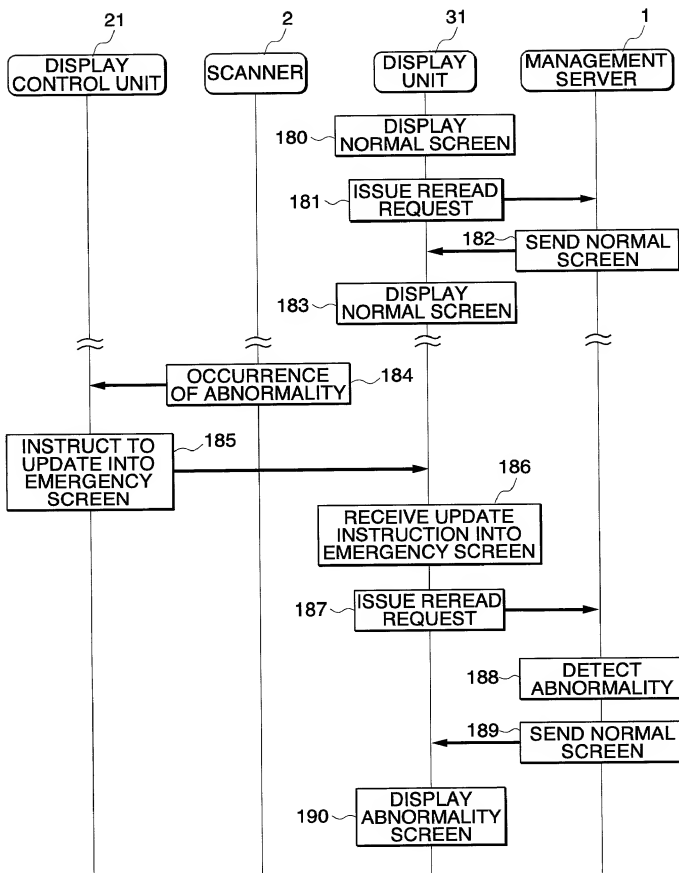 21
2
31
1
DISPLAY
CONTROL UNIT
SCANNER
DISPLAY
UNIT
MANAGEMENT
SERVER
180
DISPLAY
NORMAL SCREEN
181
ISSUE REREAD
REQUEST
182
SEND NORMAL
SCREEN
183
DISPLAY
NORMAL SCREEN
OCCURRENCE
OF ABNORMALITY
184
INSTRUCT TO
UPDATE INTO
EMERGENCY
SCREEN
185
186
RECEIVE UPDATE
INSTRUCTION INTO
EMERGENCY SCREEN
187
ISSUE REREAD
REQUEST
188
DETECT
ABNORMALITY
189
SEND NORMAL
SCREEN
190
DISPLAY
ABNORMALITY
SCREEN